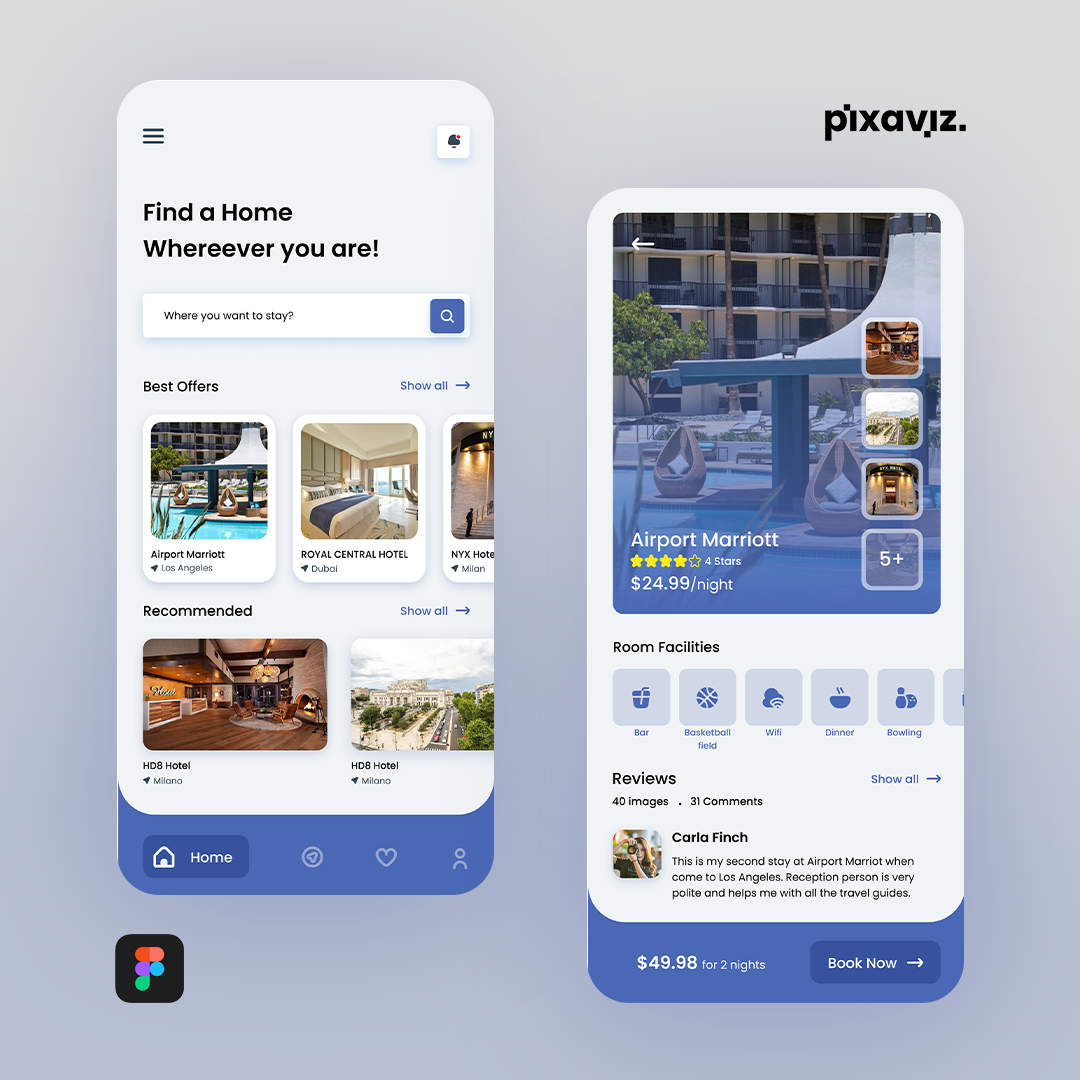 pixaviz.
Find a Home
Whereever you are!
Where you want to stay?
Best Offers
Show all
NY
Airport Marriott
Los Angeles
ROYAL CENTRAL HOTEL
Dubai
NYX Hote
Milan
Recommended
Show all
Hotel
HD8 Hotel
Milano
HD8 Hotel
Milano
Home
NYX HOTEL
Airport Marriott
4 Stars
$24.99/night
5+
Room Facilities
Bar
Basketball
field
Wifi
Dinner
Bowling
Reviews
Show all
40 images . 31 Comments
Carla Finch
This is my second stay at Airport Marriot when
come to Los Angeles. Reception person is very
polite and helps me with all the travel guides.
$49.98 for 2 nights
Book Now